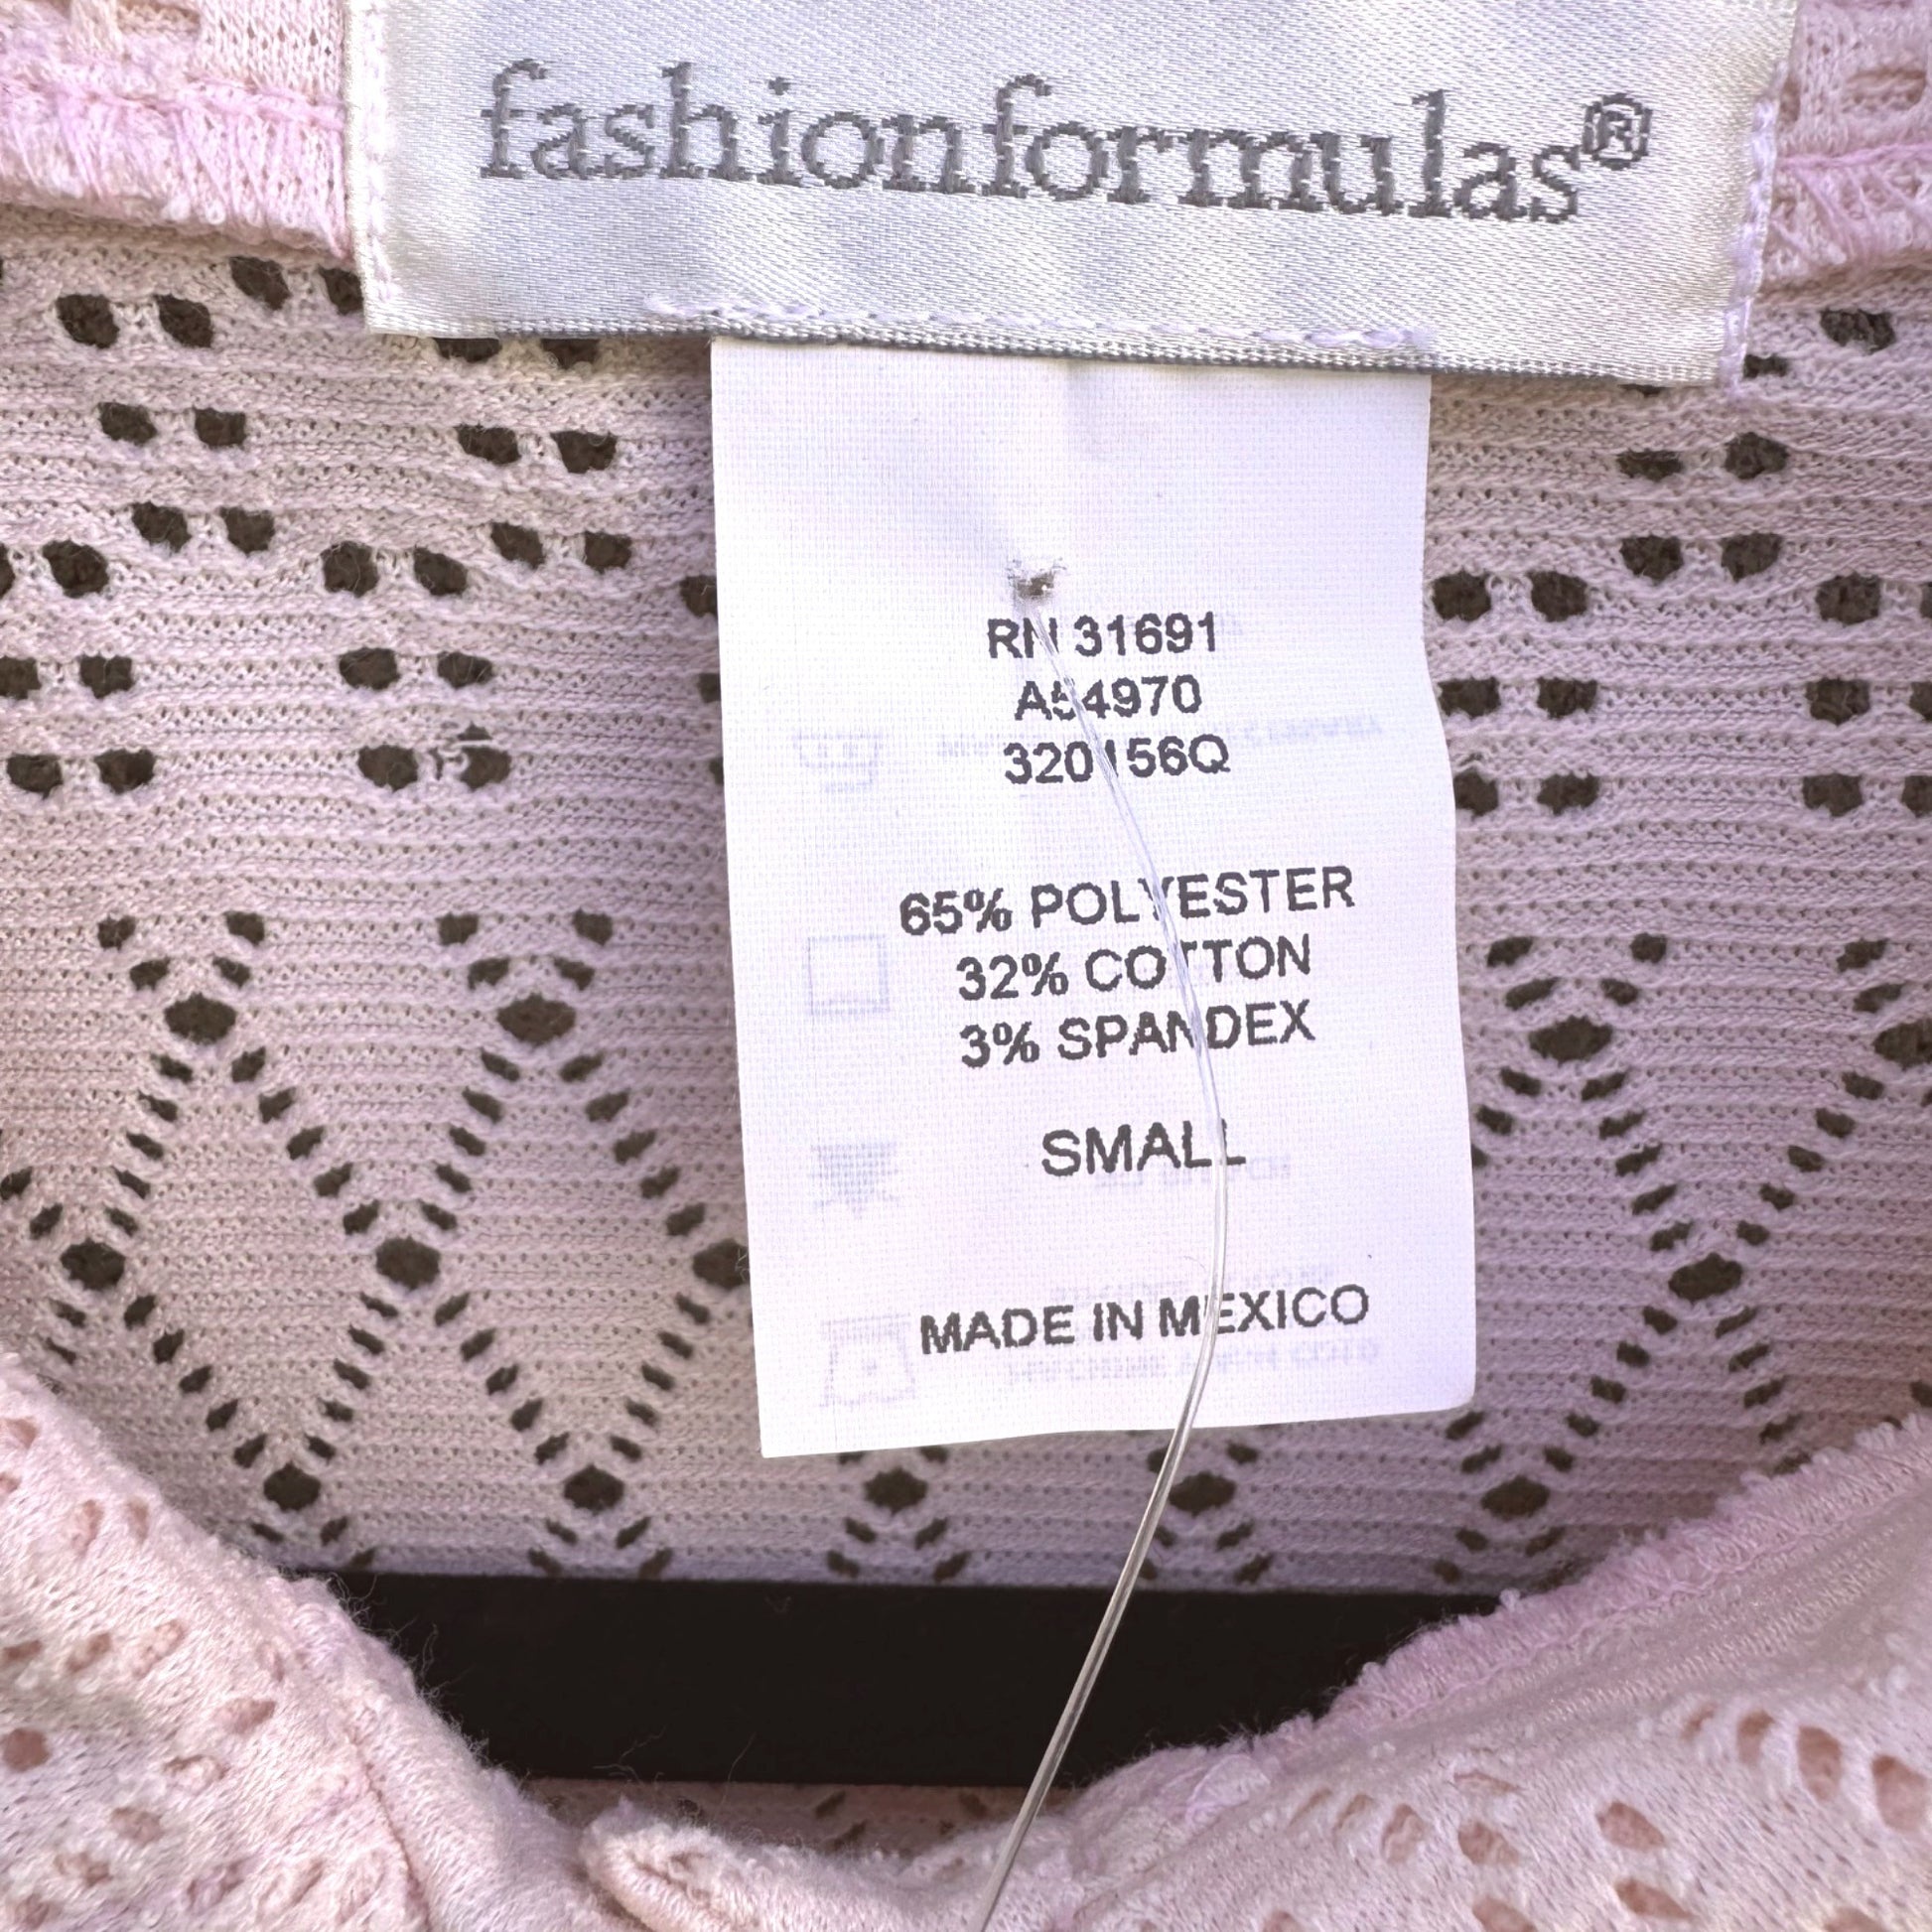 fashionformulas®
RN 31691
A54970
320156Q
65% POLYESTER
32% COTTON
3% SPANDEX
SMALL
MADE IN MEXICO